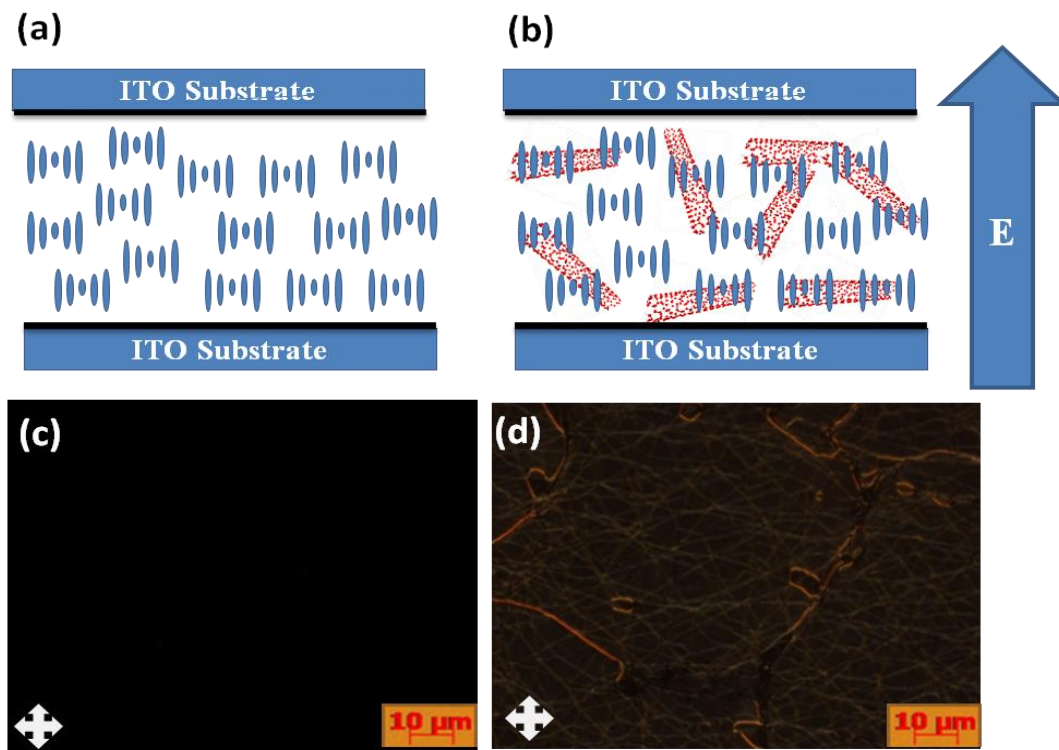 (a)
(b)
ITO Substrate
ITO Substrate
E
ITO Substrate
ITO Substrate
(c)
(d)
10 μm
10 μm